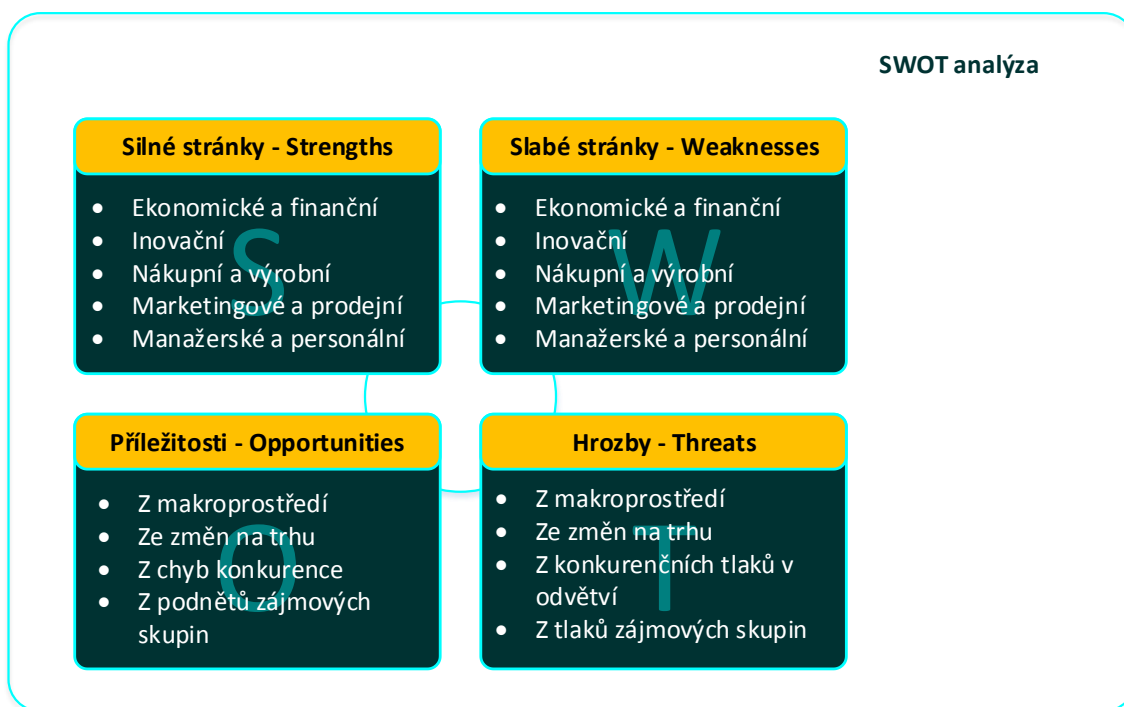 SWOT analýza
Silné stránky - Strengths
S
• Ekonomické a finanční
• Inovační
• Nákupní a výrobní
• Marketingové a prodejní
• Manažerské a personální
Slabé stránky - Weaknesses
W
• Ekonomické a finanční
• Inovační
• Nákupní a výrobní
• Marketingové a prodejní
• Manažerské a personální
Příležitosti - Opportunities
O
• Z makroprostředí
• Ze změn na trhu
• Z chyb konkurence
• Z podnětů zájmových
skupin
Hrozby - Threats
T
• Z makroprostředí
• Ze změn na trhu
• Z konkurenčních tlaků v
odvětví
• Z tlaků zájmových skupin